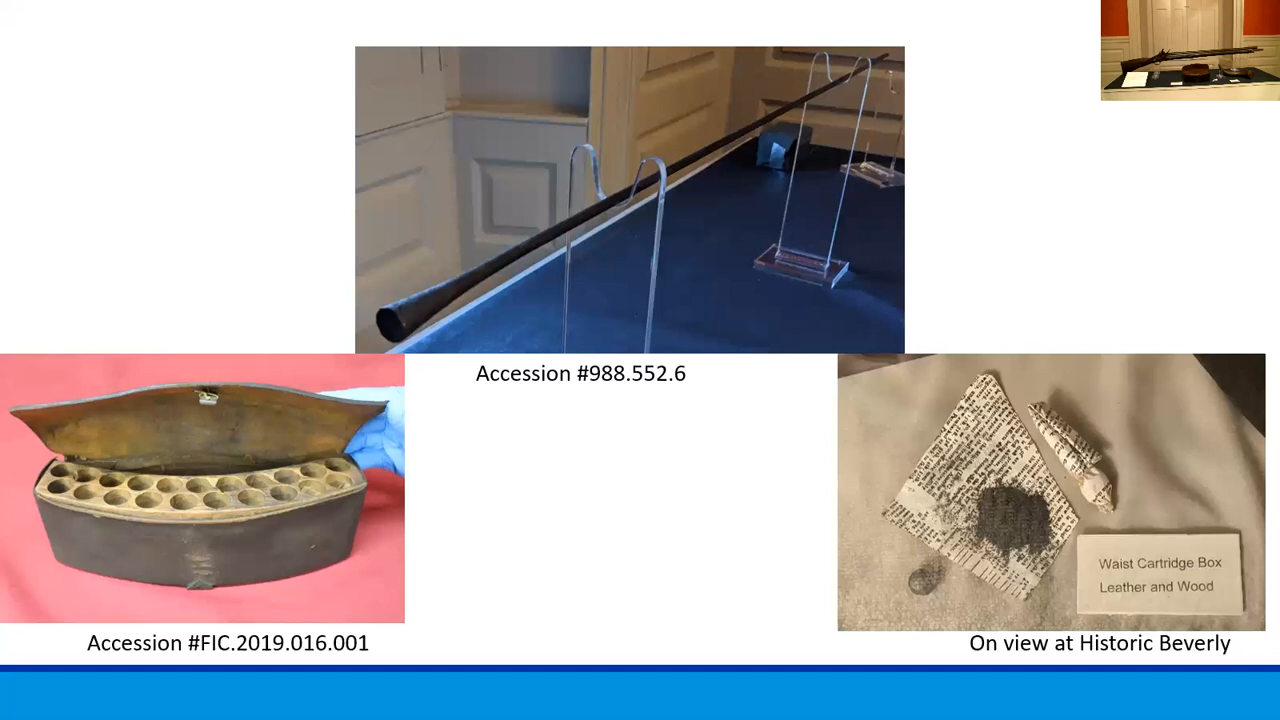 Accession #988.552.6
Waist Cartridge Box
Leather and Wood
Accession #FIC.2019.016.001
On view at Historic Beverly